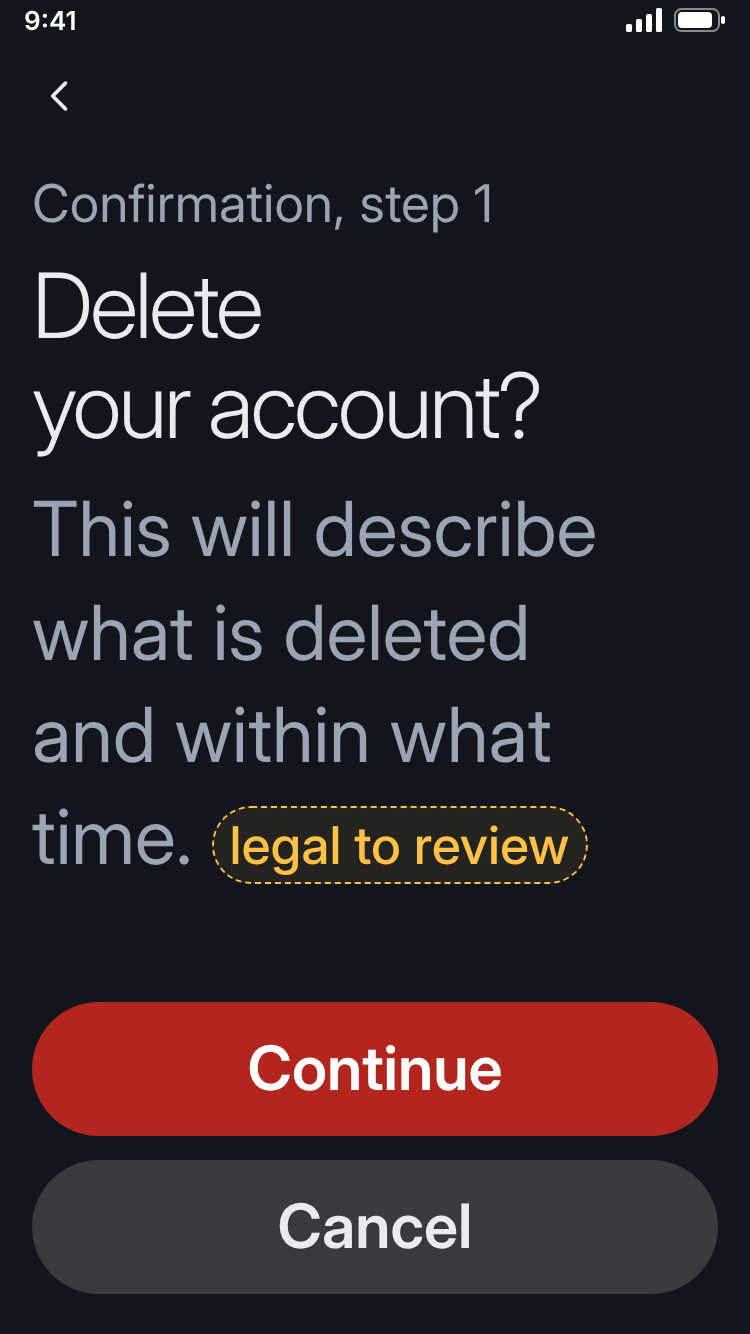 9:41
Confirmation, step 1
Delete
your account?
This will describe
what is deleted
and within what
time. legal to review
Continue
Cancel